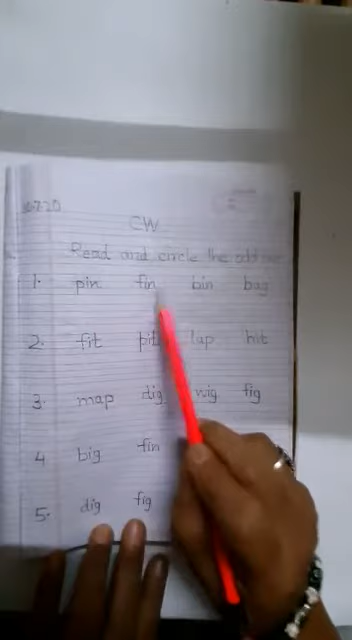 CW
Read and circle the odd one
1. pin fin bin bag
2. fit pit lap hit
3. map dig wig fig
4 big fin
5. dig fig